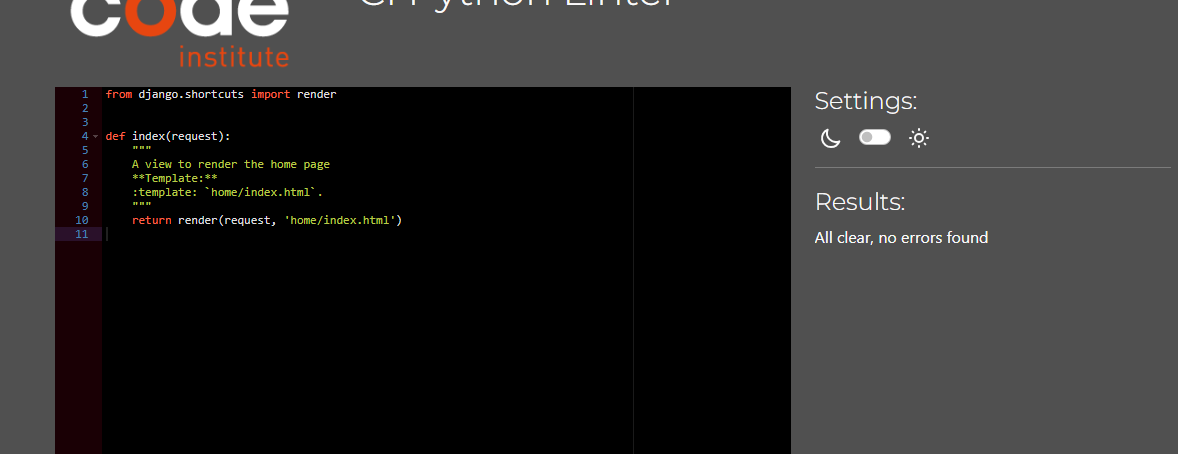 code
institute
CI Python Linter
1 from django.shortcuts import render
2
3
4 def index(request):
5 """
6 A view to render the home page
7 **Template:**
8 :template: `home/index.html`.
9 """
10 return render(request, 'home/index.html')
11
Settings:
Results:
All clear, no errors found